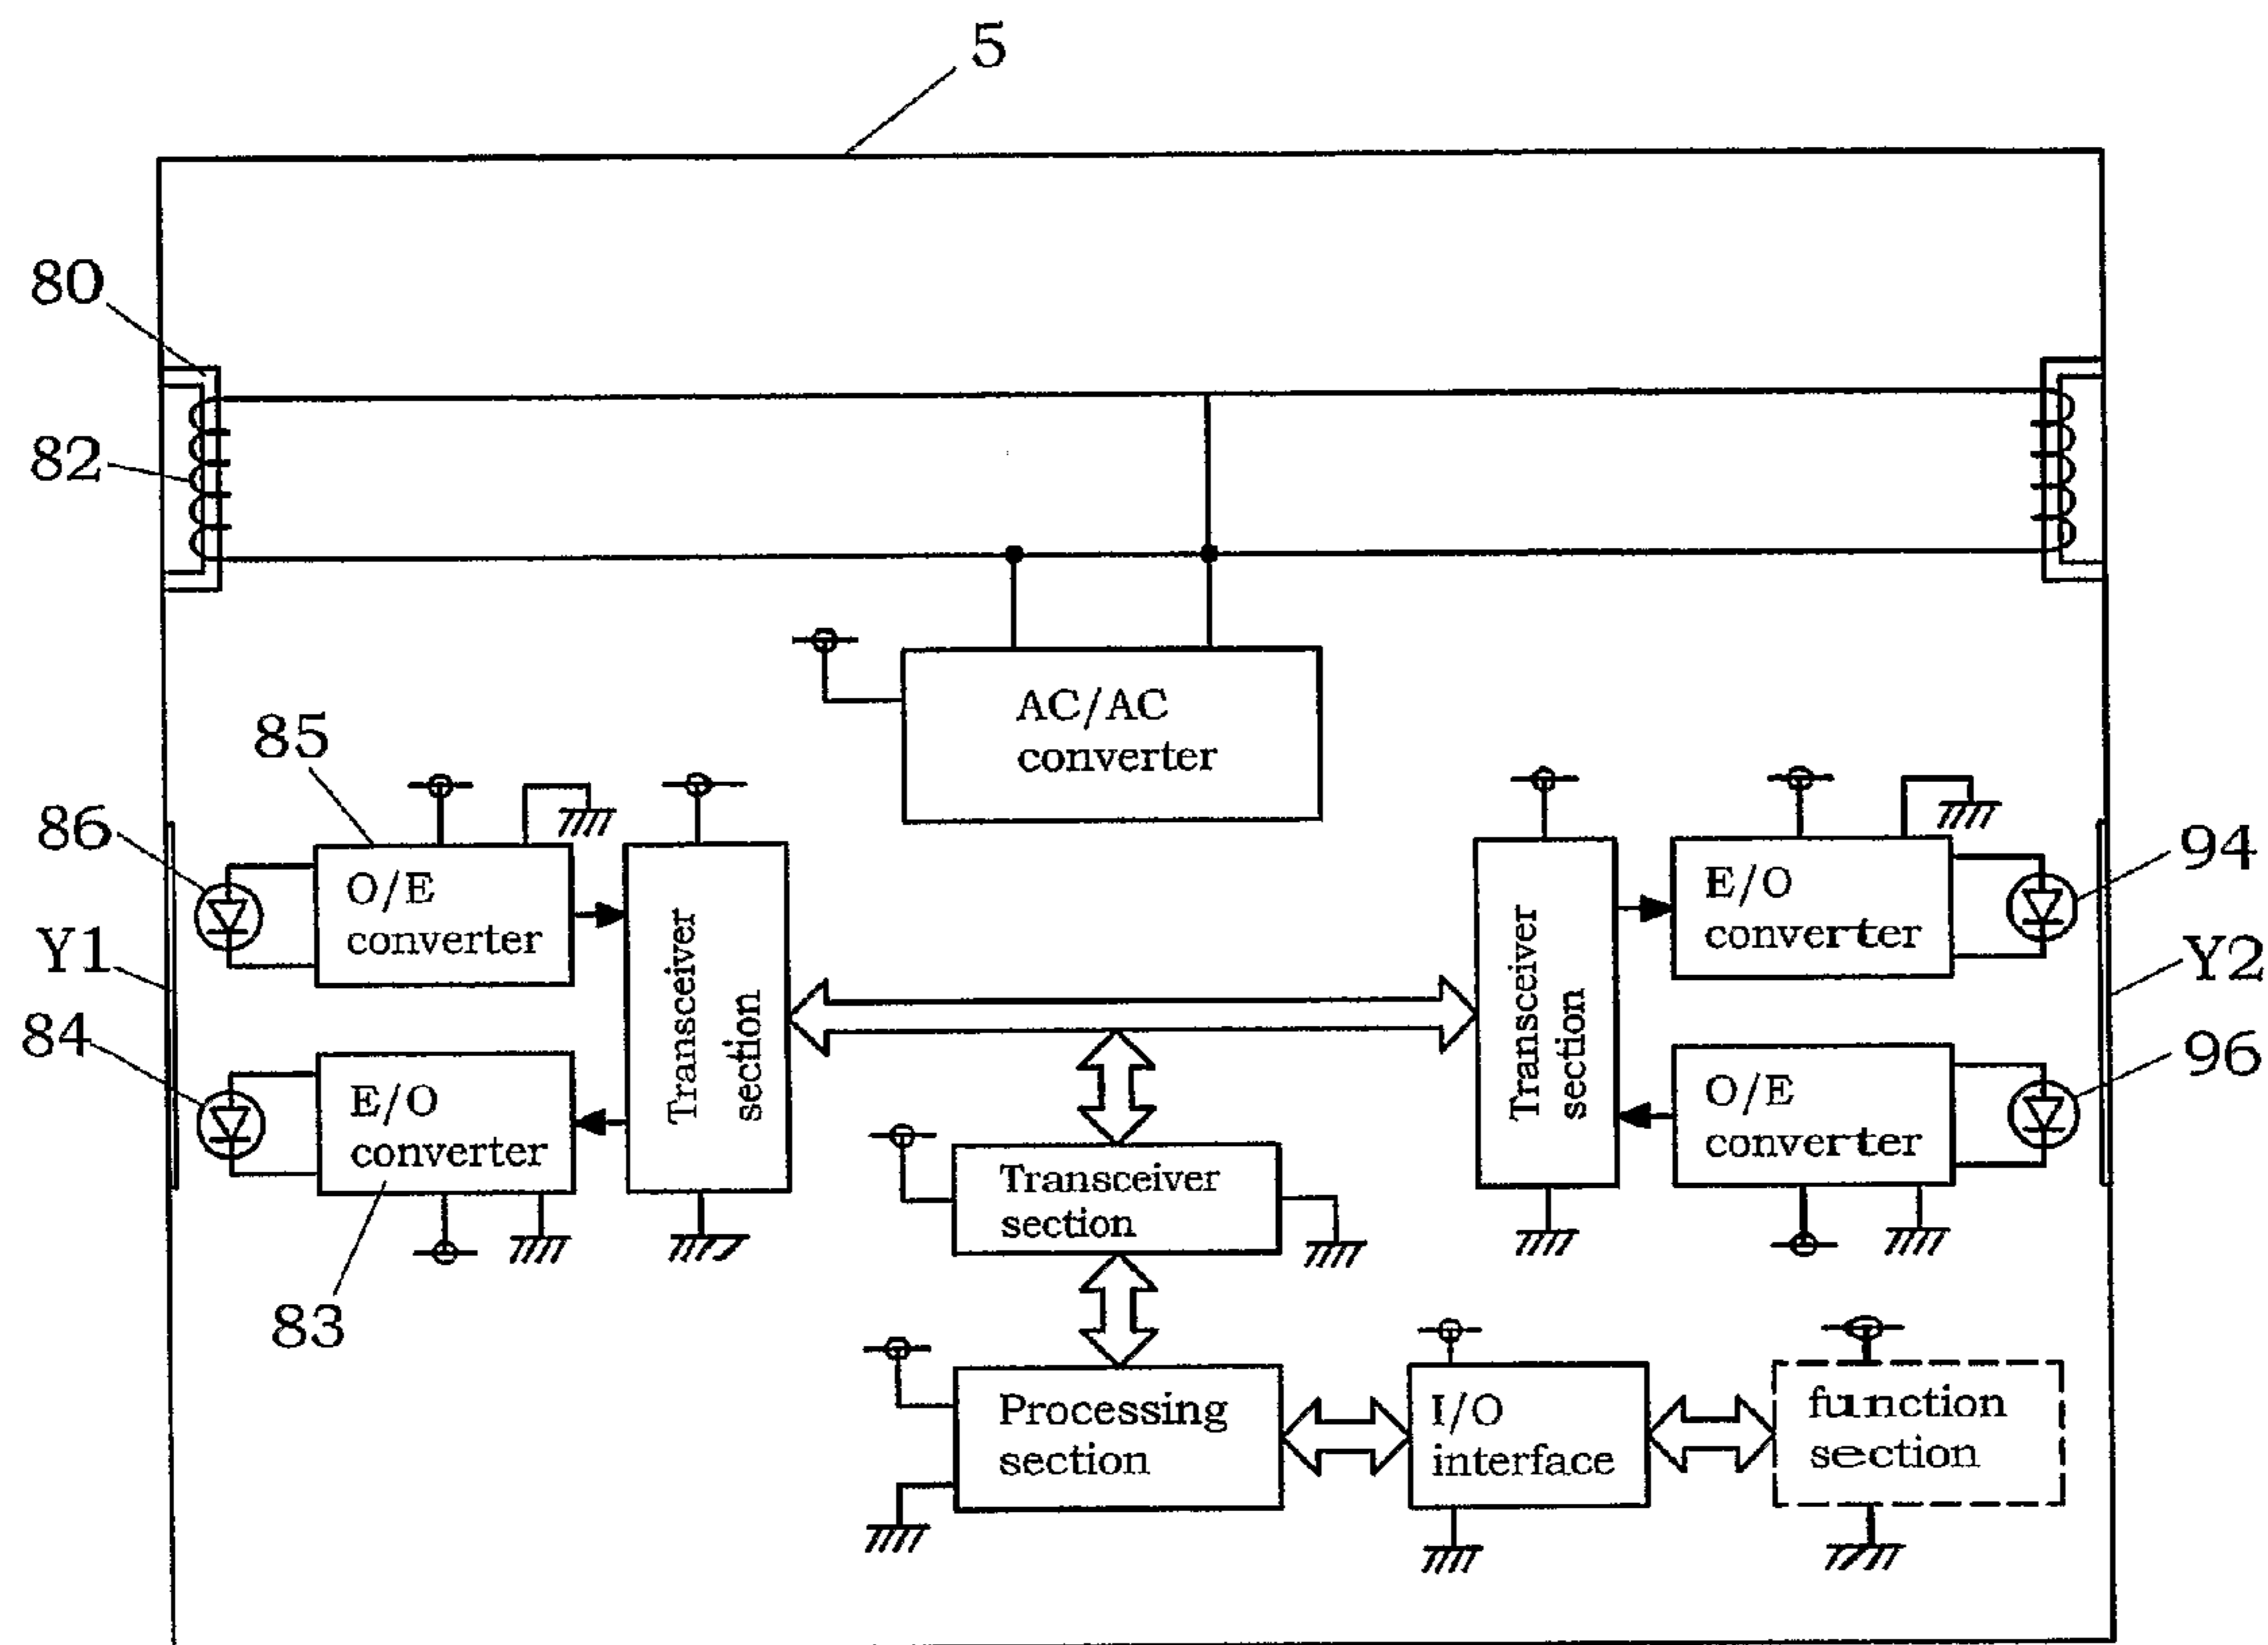 5
80
82
AC/AC
converter
85
86
O/E
converter
Y1
84
E/O
converter
83
Transceiver
section
Transceiver
section
E/O
converter
94
Y2
O/E
converter
96
Transceiver
section
Processing
section
I/O
interface
function
section